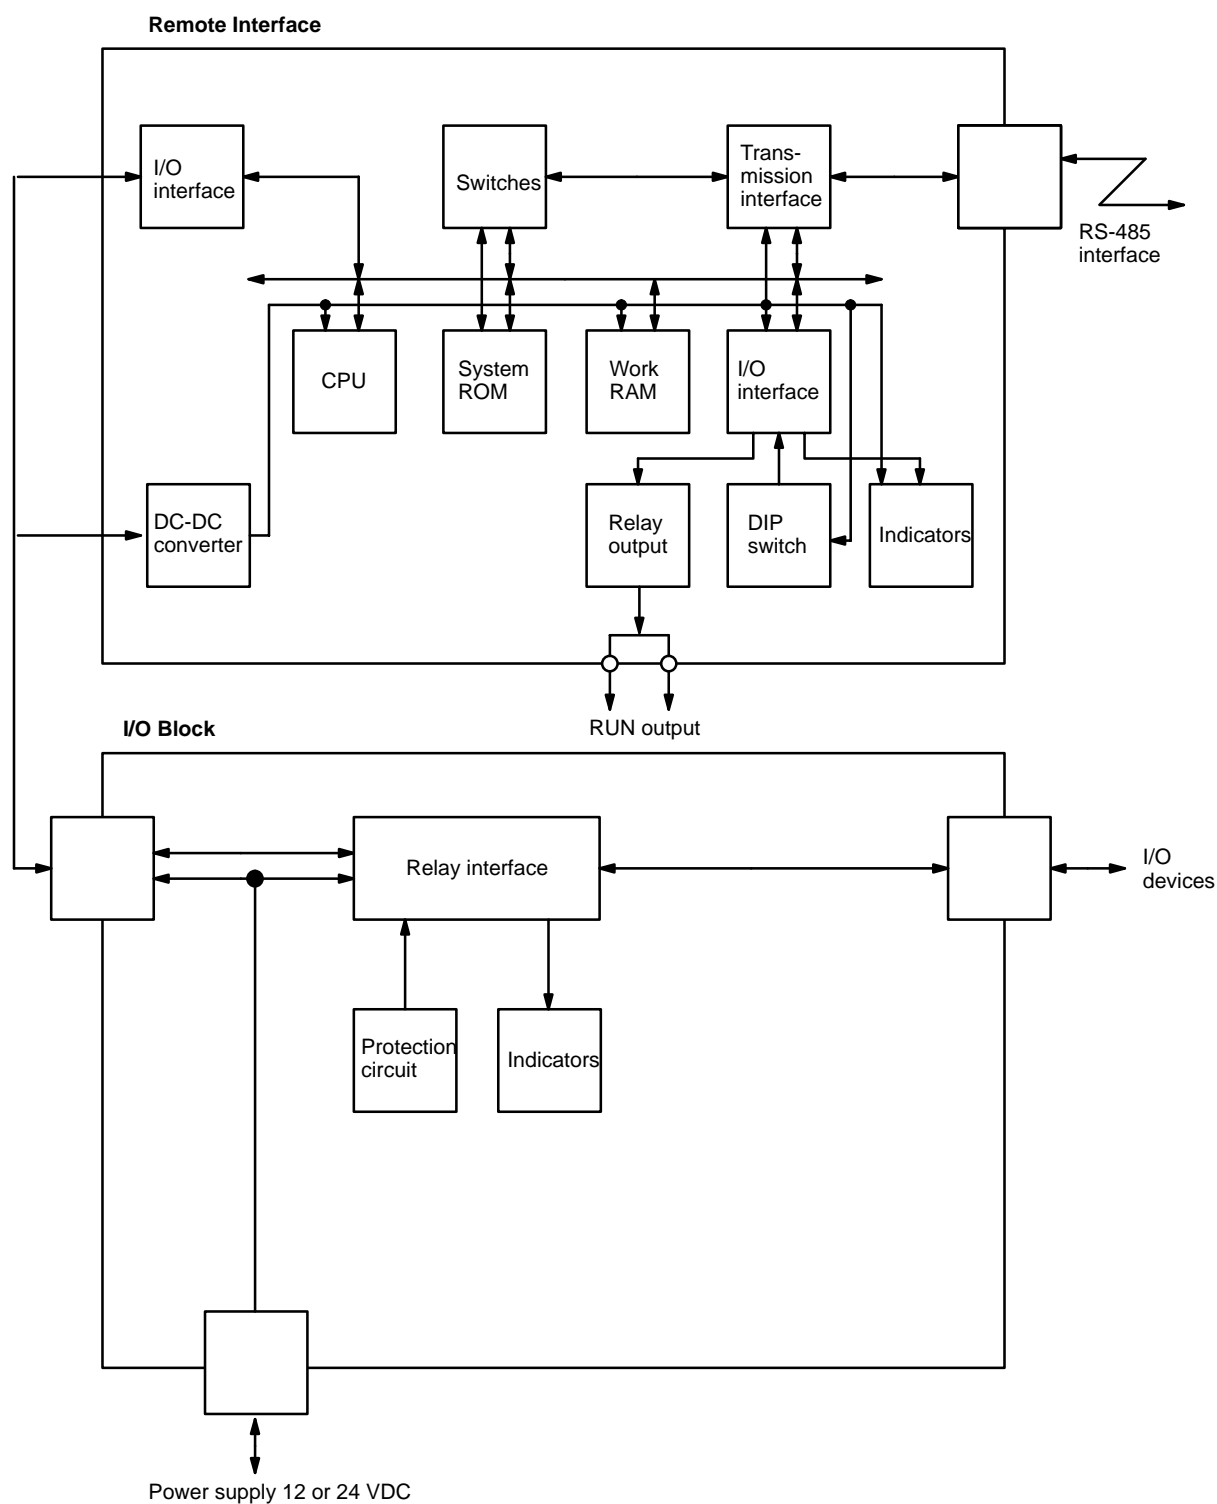 Remote Interface
I/O
interface
Switches
Trans-
mission
interface
RS-485
interface
CPU
System
ROM
Work
RAM
I/O
interface
DC-DC
converter
Relay
output
DIP
switch
Indicators
RUN output
I/O Block
Relay interface
I/O
devices
Protection
circuit
Indicators
Power supply 12 or 24 VDC